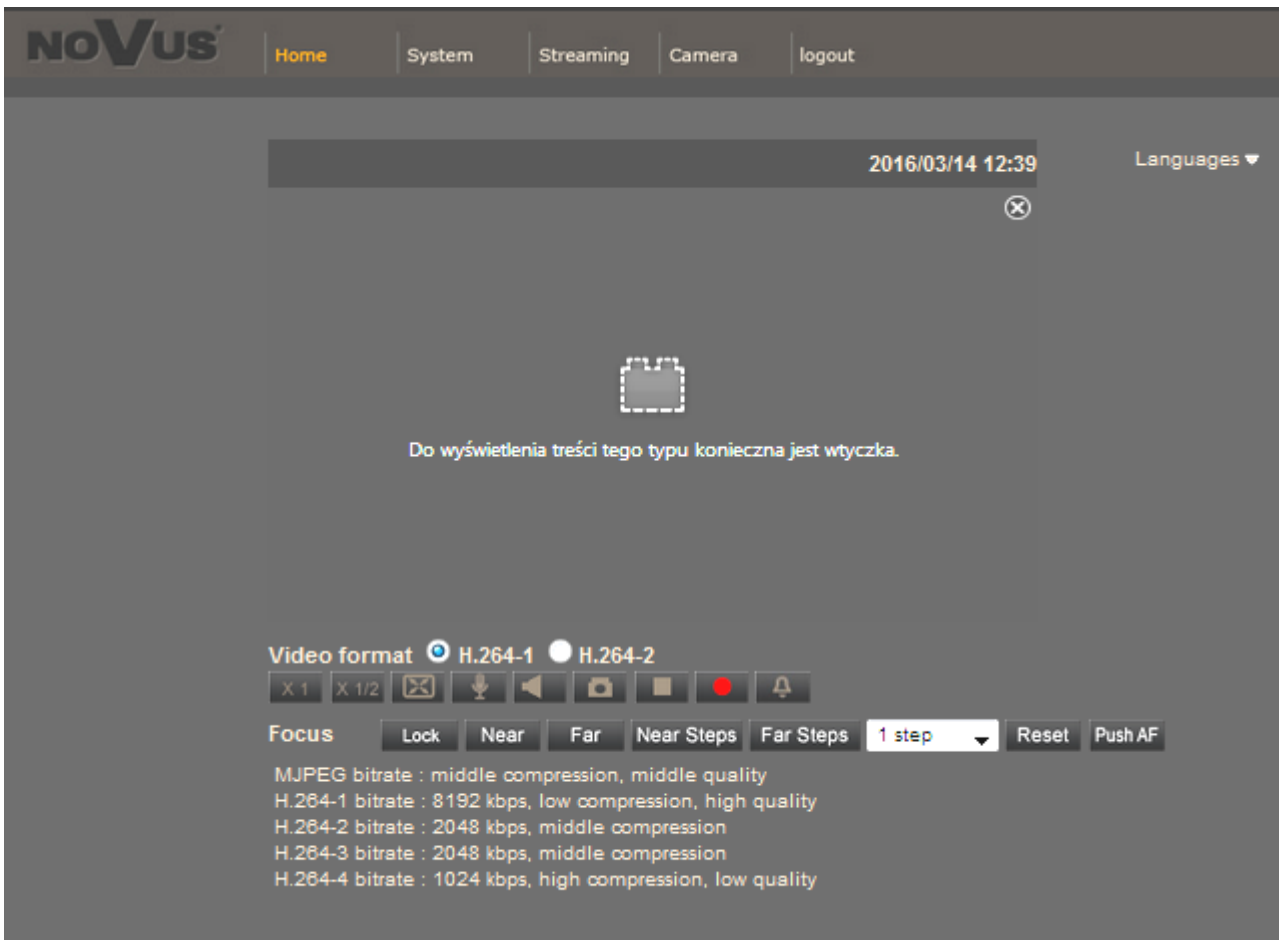 NOVUS
Home System Streaming Camera logout
2016/03/14 12:39 Languages
Do wyświetlenia treści tego typu konieczna jest wtyczka.
Video format H.264-1 H.264-2
X 1 X 1/2
Focus Lock Near Far Near Steps Far Steps 1 step Reset Push AF
MJPEG bitrate : middle compression, middle quality
H.264-1 bitrate : 8192 kbps, low compression, high quality
H.264-2 bitrate : 2048 kbps, middle compression
H.264-3 bitrate : 2048 kbps, middle compression
H.264-4 bitrate : 1024 kbps, high compression, low quality